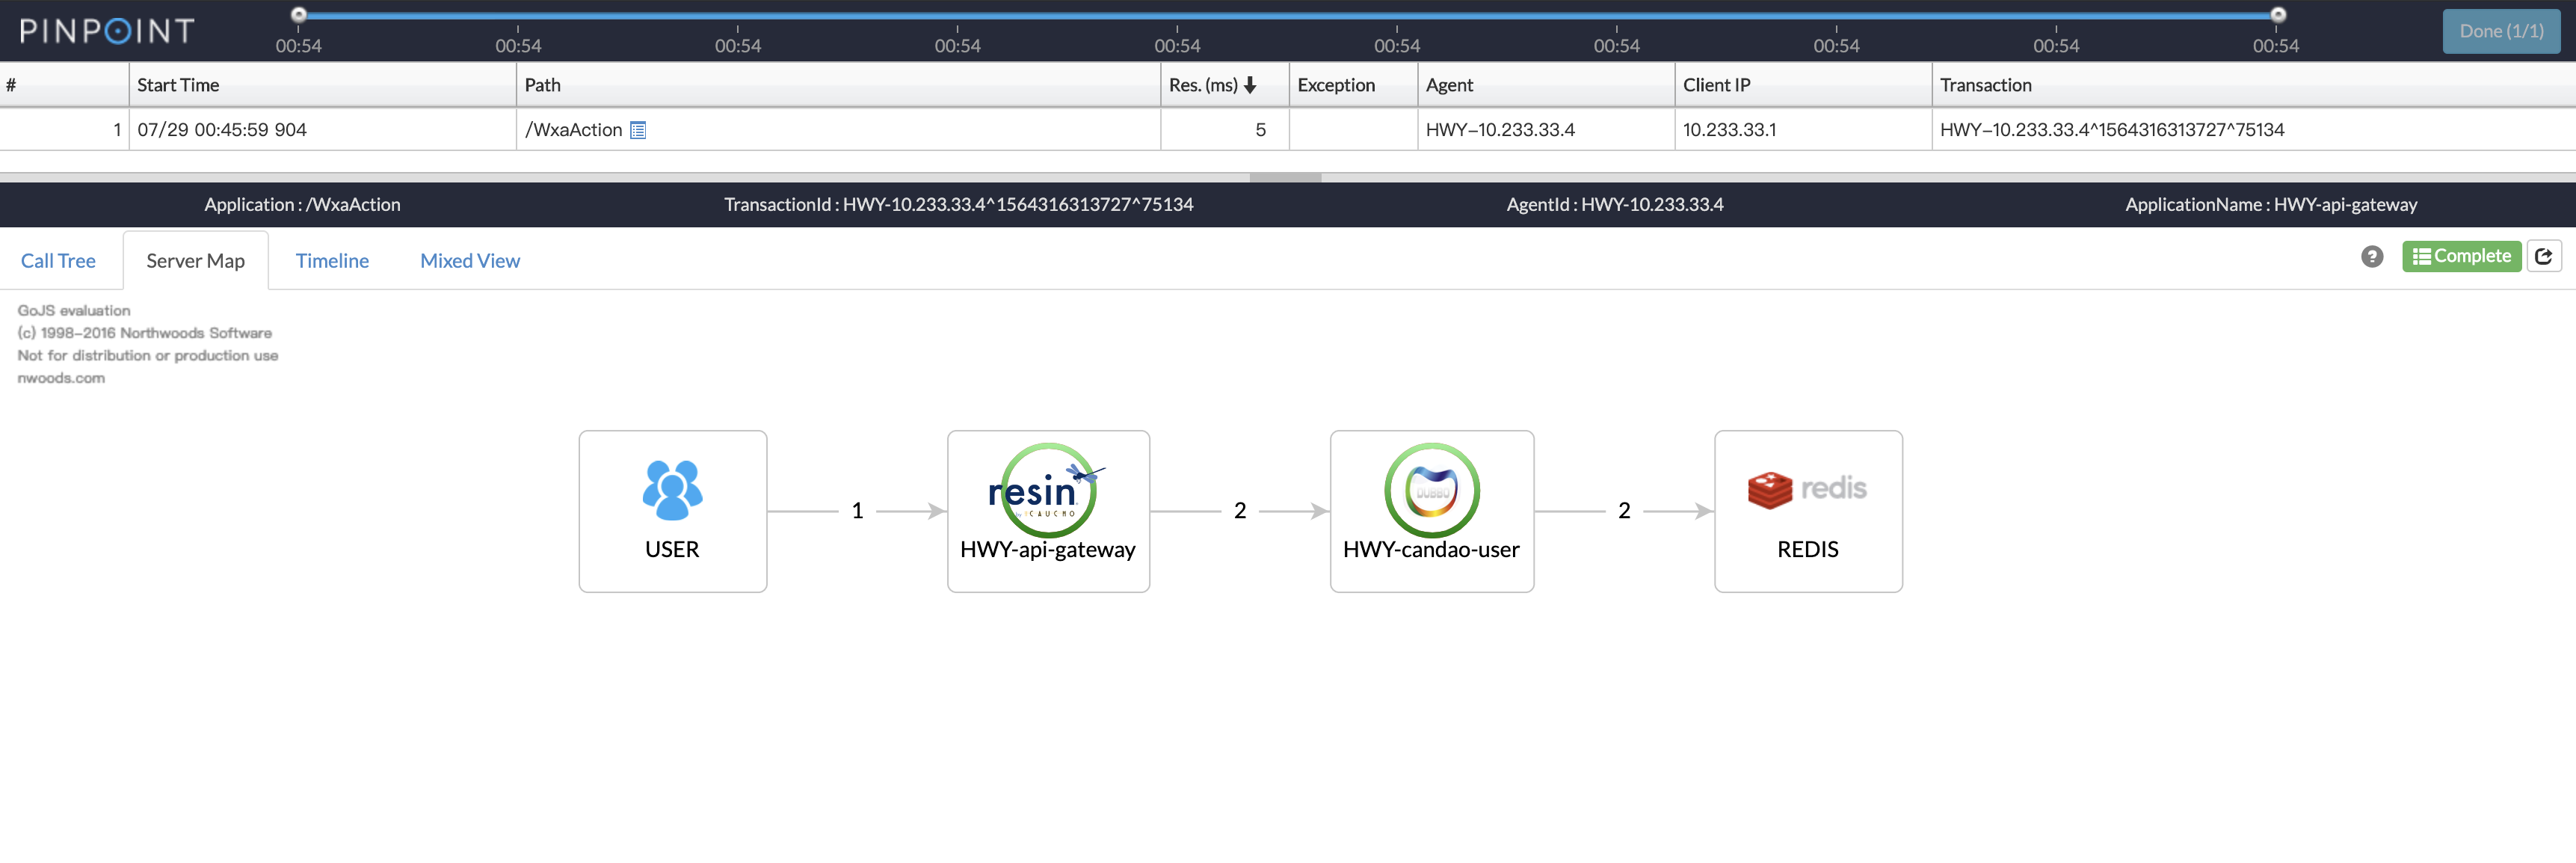 PINPOINT
00:54 00:54 00:54 00:54 00:54 00:54 00:54 00:54 00:54 00:54
Done (1/1)
# Start Time Path Res. (ms) Exception Agent Client IP Transaction
1 07/29 00:45:59 904 /WxaAction 5 HWY-10.233.33.4 10.233.33.1 HWY-10.233.33.4^1564316313727^75134
Application : /WxaAction TransactionId : HWY-10.233.33.4^1564316313727^75134 AgentId : HWY-10.233.33.4 ApplicationName : HWY-api-gateway
Call Tree Server Map Timeline Mixed View ? Complete
GoJS evaluation
(c) 1998-2016 Northwoods Software
Not for distribution or production use
nwoods.com
resin DUBBO redis
by CAUCHO
1 2 2
USER HWY-api-gateway HWY-candao-user REDIS